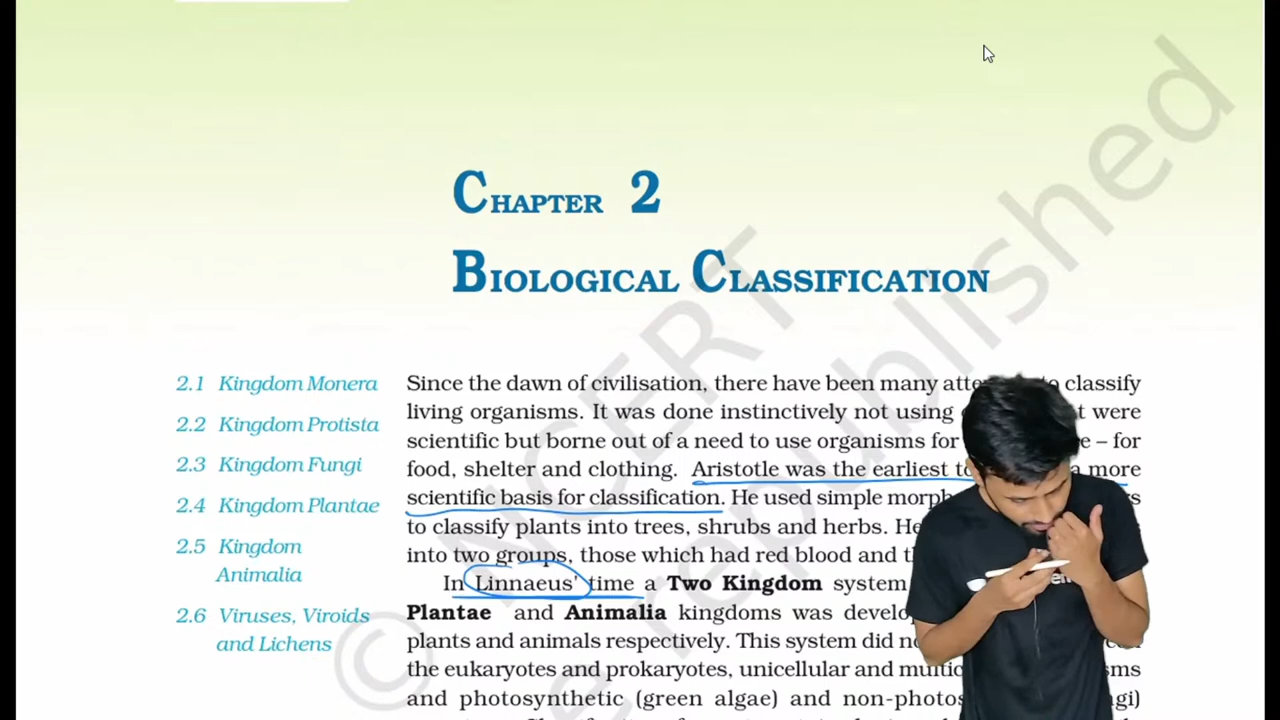 CHAPTER 2
BIOLOGICAL CLASSIFICATION
2.1 Kingdom Monera
2.2 Kingdom Protista
2.3 Kingdom Fungi
2.4 Kingdom Plantae
2.5 Kingdom
Animalia
2.6 Viruses, Viroids
and Lichens
Since the dawn of civilisation, there have been many to classify
living organisms. It was done instinctively not using were
scientific but borne out of a need to use organisms for – for
food, shelter and clothing. Aristotle was the earliest a more
scientific basis for classification. He used simple
to classify plants into trees, shrubs and herbs. He
into two groups, those which had red blood and
In Linnaeus' time a Two Kingdom system
Plantae and Animalia kingdoms was
plants and animals respectively. This system did
the eukaryotes and prokaryotes, unicellular and
and photosynthetic (green algae) and
© NCERT
republished